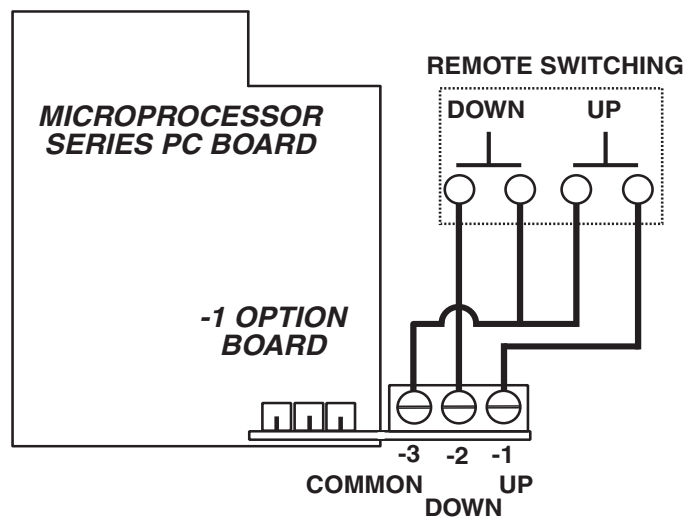 REMOTE SWITCHING
DOWN UP
MICROPROCESSOR
SERIES PC BOARD
-1 OPTION
BOARD
-3 -2 -1
COMMON UP
DOWN